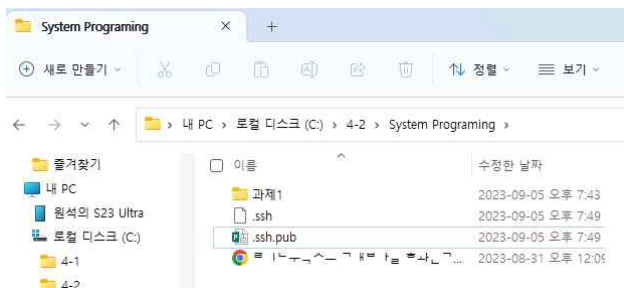 System Programing
새로 만들기
정렬
보기
내 PC > 로컬 디스크 (C:) > 4-2 > System Programing >
즐겨찾기
내 PC
원석의 S23 Ultra
로컬 디스크 (C:)
4-1
4-2
이름
수정한 날짜
과제1
2023-09-05 오후 7:43
.ssh
2023-09-05 오후 7:49
.ssh.pub
2023-09-05 오후 7:49
2023-08-31 오후 12:09